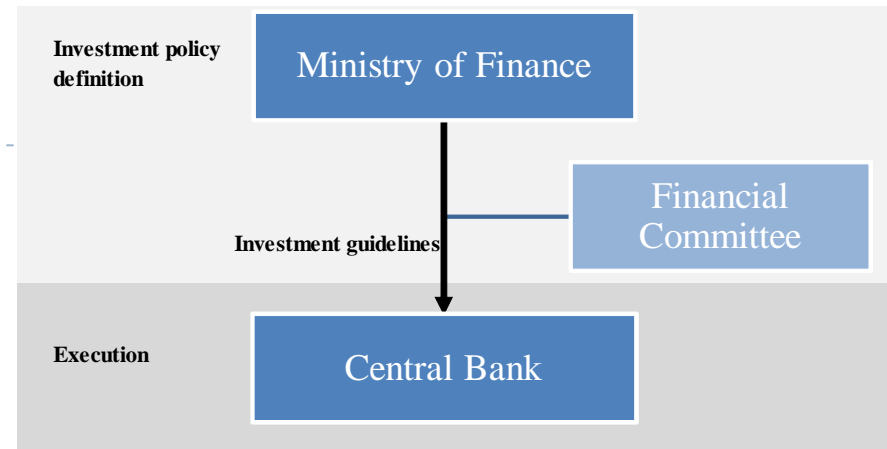 Investment policy
definition
Ministry of Finance
Financial
Committee
Investment guidelines
Execution
Central Bank